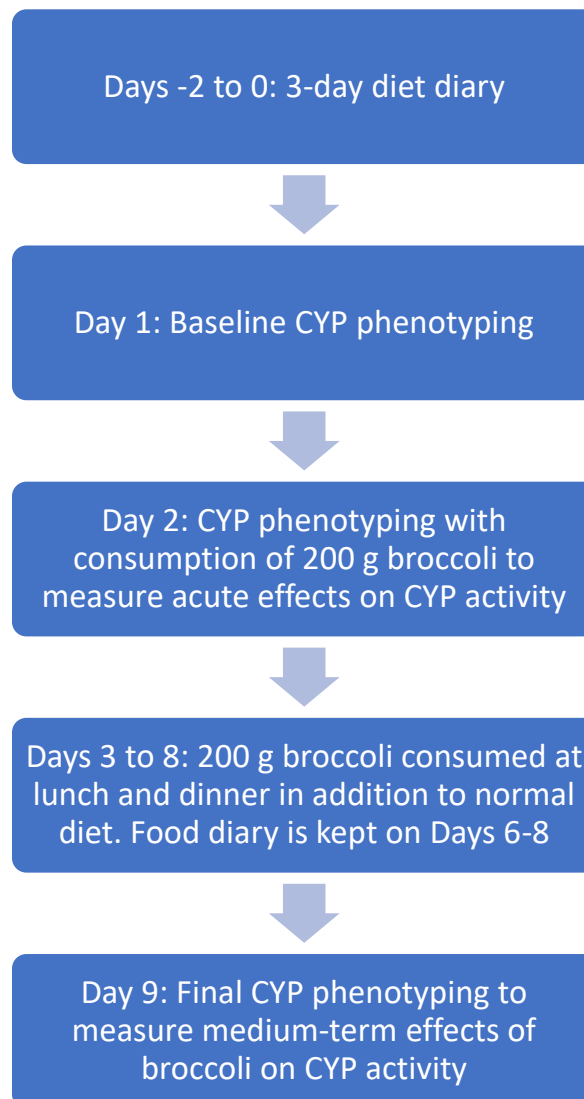 Days -2 to 0: 3-day diet diary
Day 1: Baseline CYP phenotyping
Day 2: CYP phenotyping with
consumption of 200 g broccoli to
measure acute effects on CYP activity
Days 3 to 8: 200 g broccoli consumed at
lunch and dinner in addition to normal
diet. Food diary is kept on Days 6-8
Day 9: Final CYP phenotyping to
measure medium-term effects of
broccoli on CYP activity